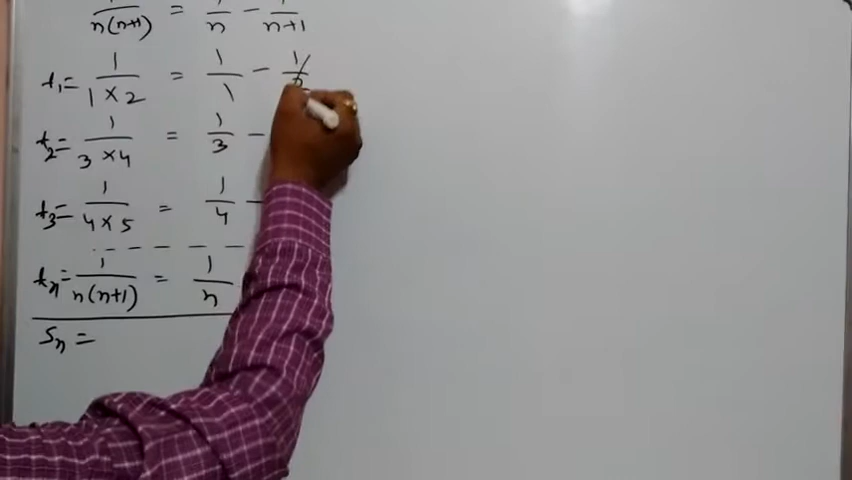 1/n(n+1) = 1/n - 1/n+1
t₁ = 1/1×2 = 1/1 - 1/2
t₂ = 1/3×4 = 1/3 -
t₃ = 1/4×5 = 1/4 -
- - - - - - - -
tₙ = 1/n(n+1) = 1/n
Sₙ =